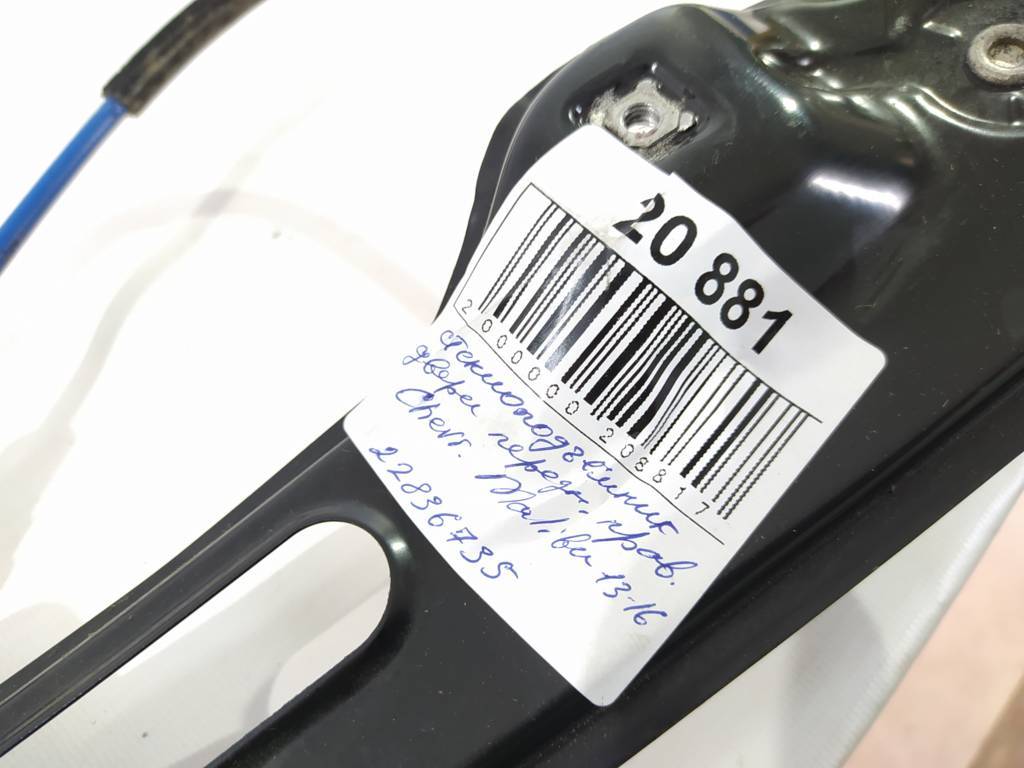 20 881
2000000208817
стеклоподъемник
двери передн. прав.
Chevr. Malibu 13-16
22836735